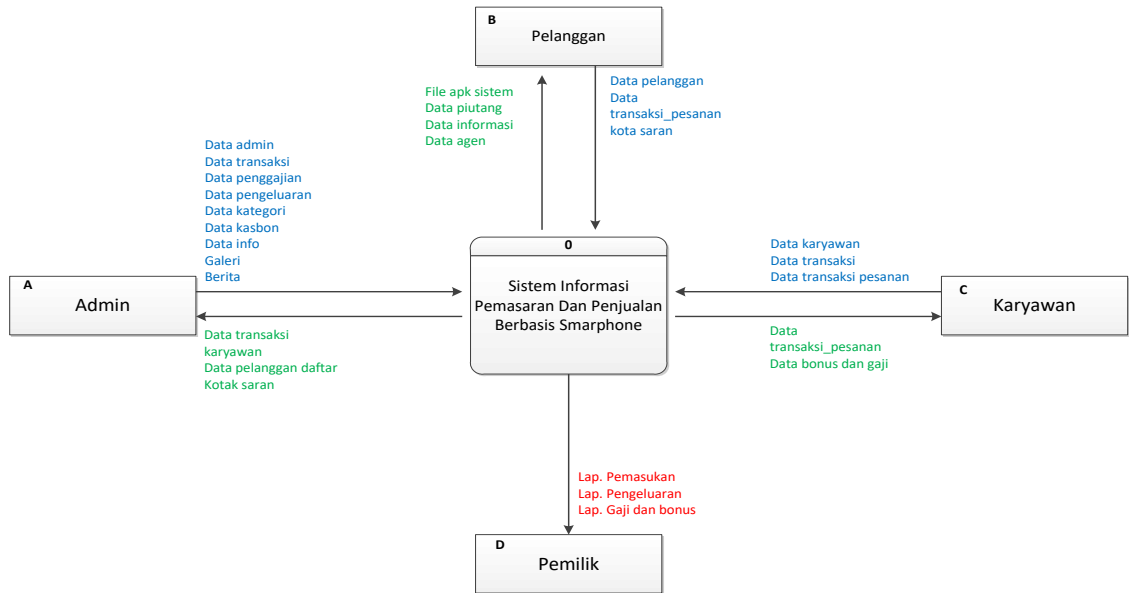 B
Pelanggan
File apk sistem
Data piutang
Data informasi
Data agen
Data pelanggan
Data
transaksi_pesanan
kota saran
Data admin
Data transaksi
Data penggajian
Data pengeluaran
Data kategori
Data kasbon
Data info
Galeri
Berita
A
Admin
Data transaksi
karyawan
Data pelanggan daftar
Kotak saran
0
Sistem Informasi
Pemasaran Dan Penjualan
Berbasis Smarphone
Data karyawan
Data transaksi
Data transaksi pesanan
C
Karyawan
Data
transaksi_pesanan
Data bonus dan gaji
Lap. Pemasukan
Lap. Pengeluaran
Lap. Gaji dan bonus
D
Pemilik